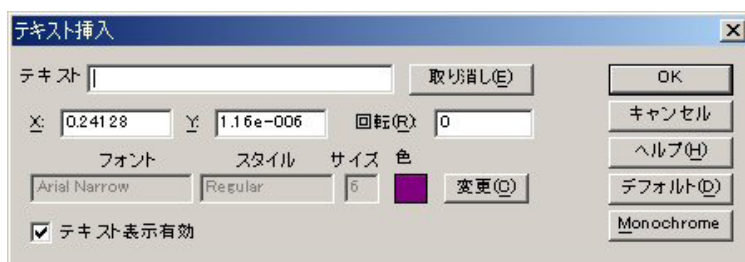 テキスト挿入
テキスト 取り消し(E) OK
X: 0.24128 Y: 1.16e-006 回転(R): 0 キャンセル
フォント スタイル サイズ 色 ヘルプ(H)
Arial Narrow Regular 6 変更(C) デフォルト(D)
テキスト表示有効 Monochrome